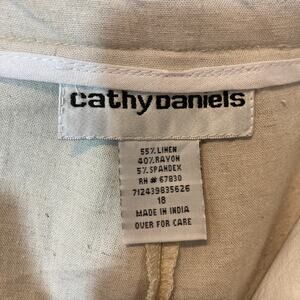 cathy Daniels
55% LINEN
40% RAYON
5% SPANDEX
RN # 67830
712439835626
18
MADE IN INDIA
OVER FOR CARE